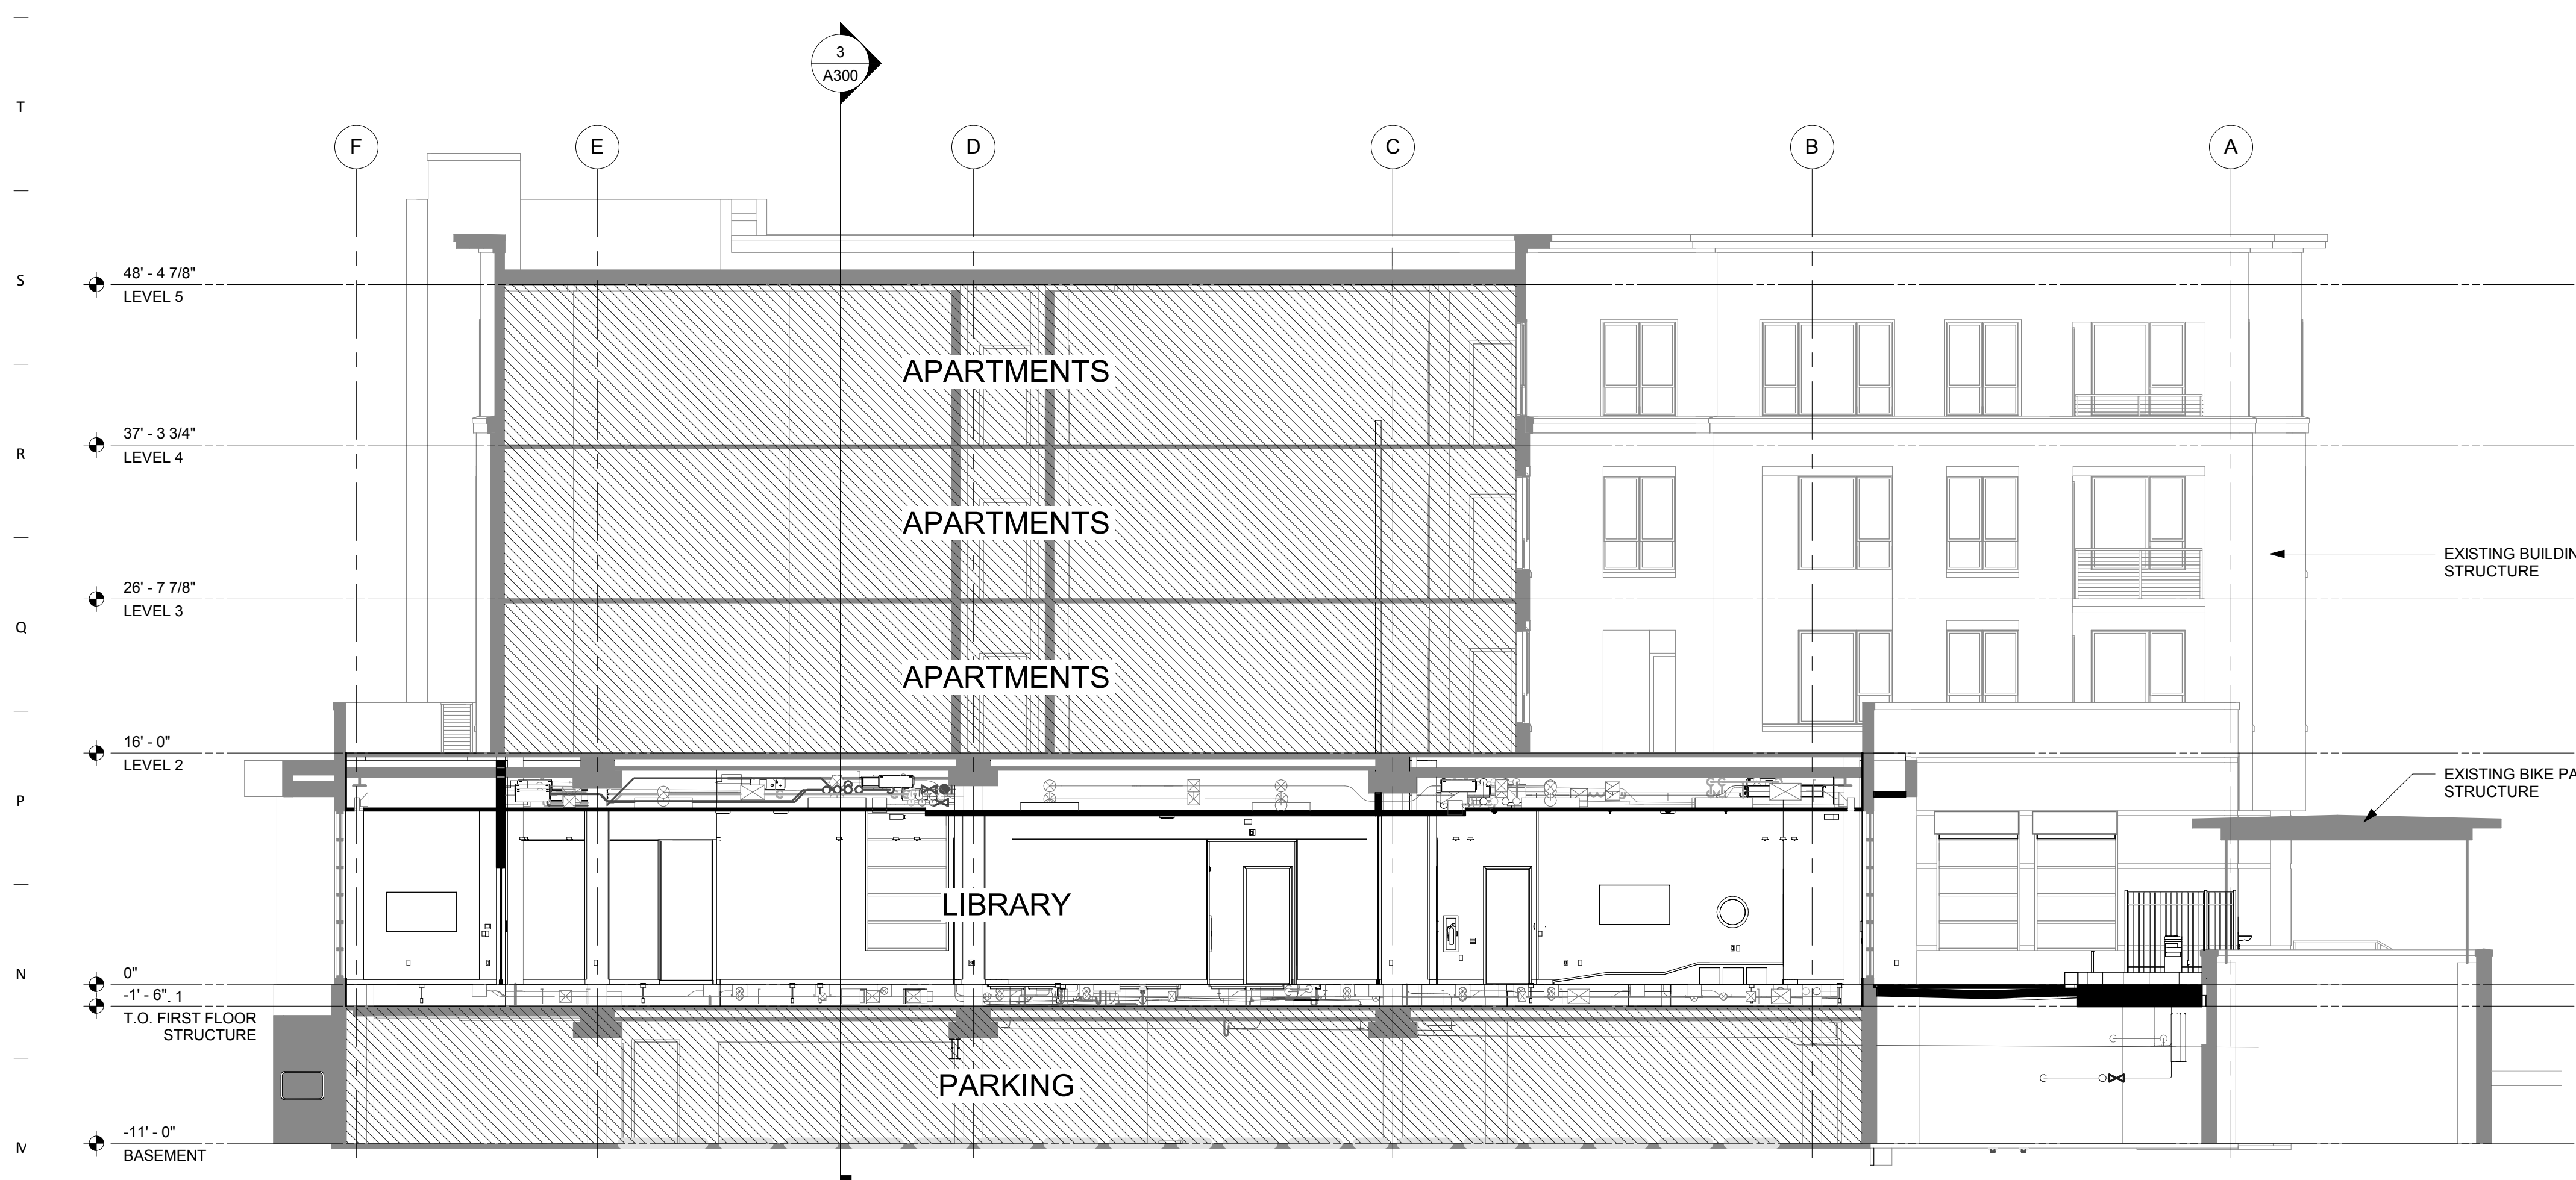 3
A300
T
F
E
D
C
B
A
S
48' - 4 7/8"
LEVEL 5
APARTMENTS
R
37' - 3 3/4"
LEVEL 4
APARTMENTS
EXISTING BUILDIN
STRUCTURE
26' - 7 7/8"
LEVEL 3
Q
APARTMENTS
16' - 0"
LEVEL 2
EXISTING BIKE PA
STRUCTURE
P
LIBRARY
N
0"
-1' - 6" 1
T.O. FIRST FLOOR
STRUCTURE
PARKING
-11' - 0"
BASEMENT
M